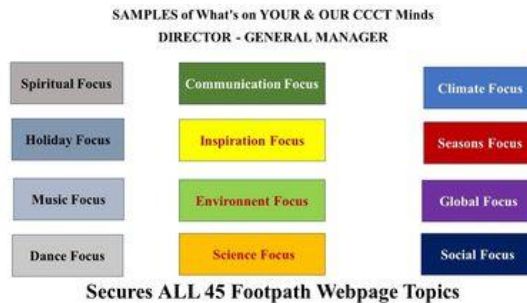 SAMPLES of What's on YOUR & OUR CCCT Minds
DIRECTOR - GENERAL MANAGER
Spiritual Focus
Communication Focus
Climate Focus
Holiday Focus
Inspiration Focus
Seasons Focus
Music Focus
Environment Focus
Global Focus
Dance Focus
Science Focus
Social Focus
Secures ALL 45 Footpath Webpage Topics